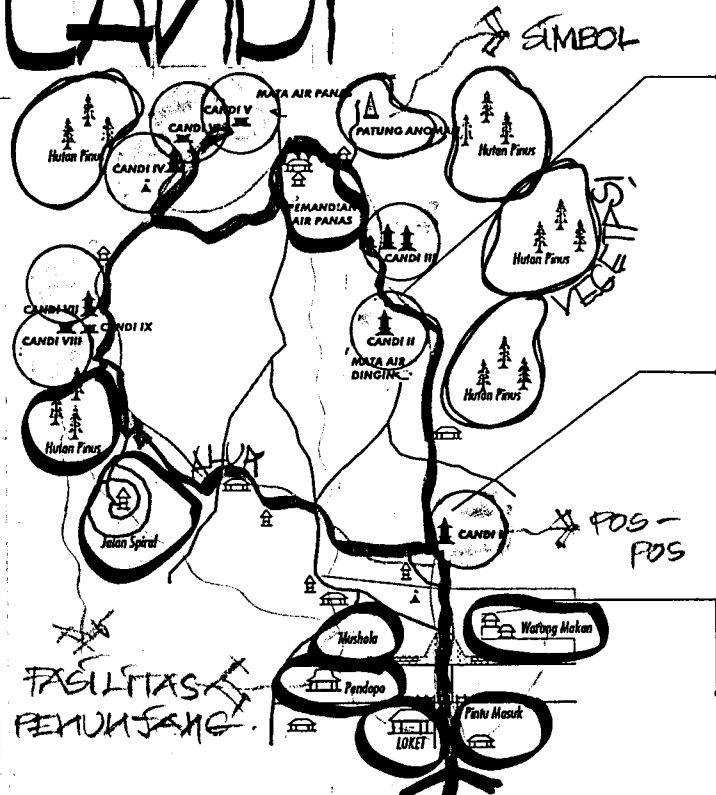 CANDI
SIMBOL
MATA AIR PANAS
CANDI V
CANDI IV
PATUNG ANOMAN
Hutan Pinus
Hutan Pinus
PEMANDIAN
AIR PANAS
CANDI III
Hutan Pinus
VEGETASI
CANDI VII
CANDI IX
CANDI VIII
CANDI II
MATA AIR
DINGIN
Hutan Pinus
Hutan Pinus
ALUR
Jalan Spiral
CANDI I
POS-
POS
Mushola
Warung Makan
FASILITAS
PENUNJANG.
Pendopo
Pintu Masuk
LOKET